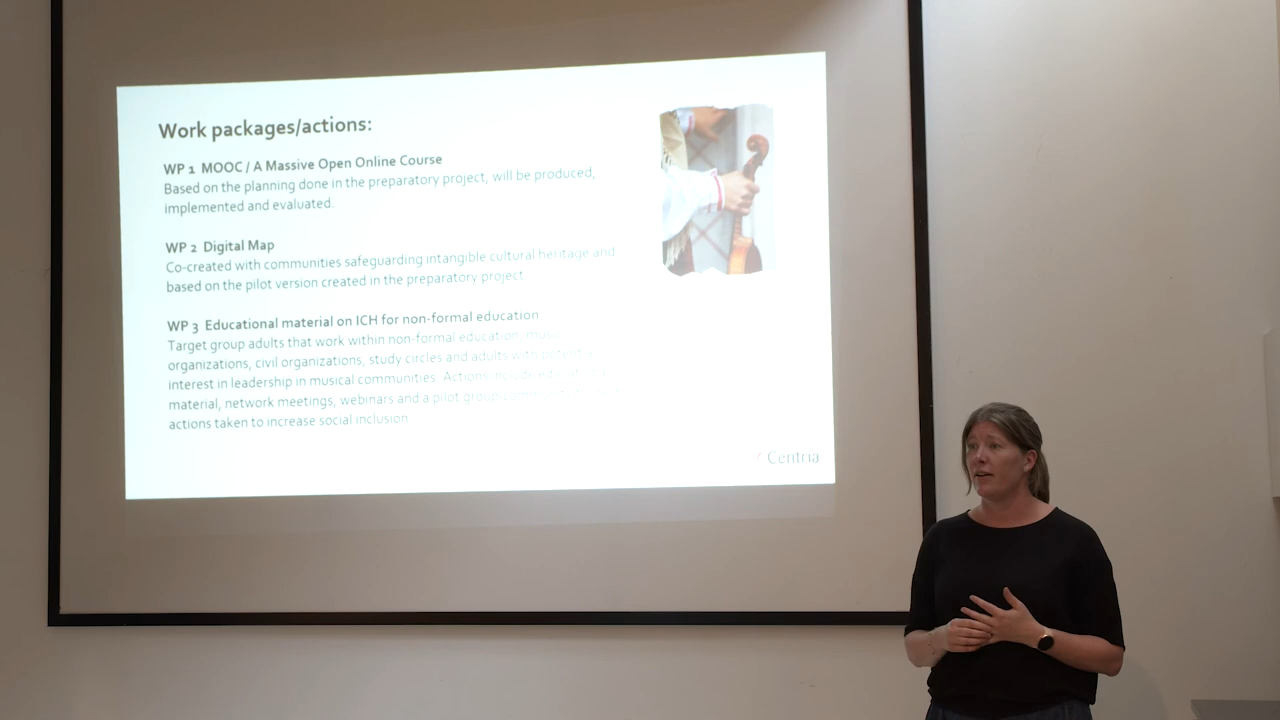 Work packages/actions:
WP 1 MOOC / A Massive Open Online Course
Based on the planning done in the preparatory project, will be produced,
implemented and evaluated.
WP 2 Digital Map
Co-created with communities safeguarding intangible cultural heritage and
based on the pilot version created in the preparatory project.
WP 3 Educational material on ICH for non-formal education
Target group adults that work within non-formal education, music
organizations, civil organizations, study circles and adults with potential
interest in leadership in musical communities. Actions include educational
material, network meetings, webinars and a pilot group
actions taken to increase social inclusion
Centria